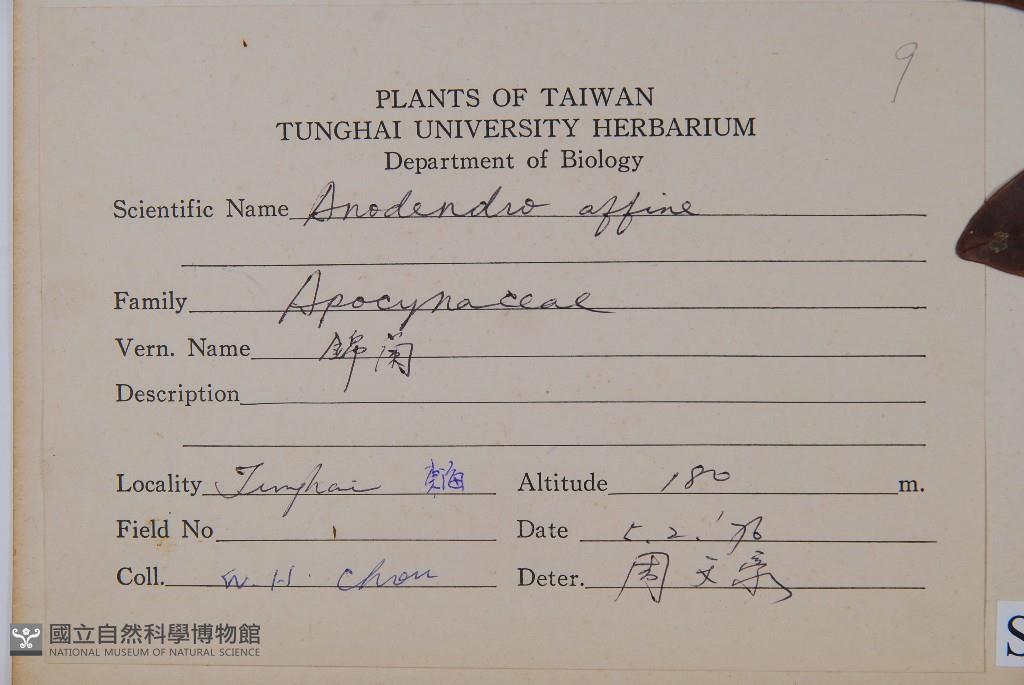 9
PLANTS OF TAIWAN
TUNGHAI UNIVERSITY HERBARIUM
Department of Biology
Scientific Name Anodendro affine
Family Apocynaceae
Vern. Name 錦蘭
Description
Locality Tunghai 東海 Altitude 180 m.
Field No Date 5.2.'76
Coll. W. H. Chou Deter. 周文
國立自然科學博物館
NATIONAL MUSEUM OF NATURAL SCIENCE
S